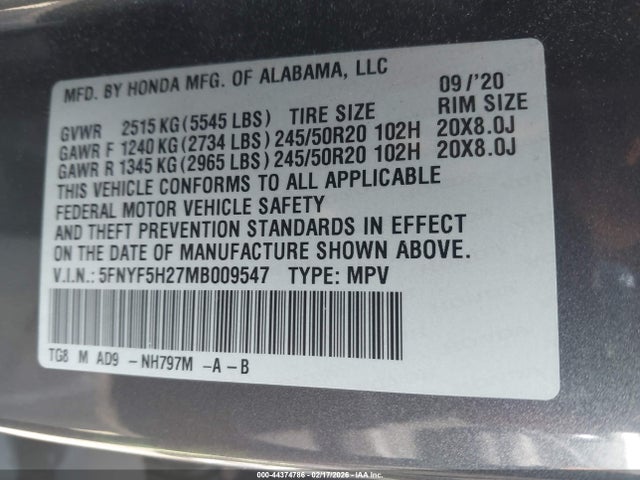 MFD. BY HONDA MFG. OF ALABAMA, LLC 09/'20
GVWR 2515 KG (5545 LBS) TIRE SIZE RIM SIZE
GAWR F 1240 KG (2734 LBS) 245/50R20 102H 20X8.0J
GAWR R 1345 KG (2965 LBS) 245/50R20 102H 20X8.0J
THIS VEHICLE CONFORMS TO ALL APPLICABLE
FEDERAL MOTOR VEHICLE SAFETY
AND THEFT PREVENTION STANDARDS IN EFFECT
ON THE DATE OF MANUFACTURE SHOWN ABOVE.
V.I.N.: 5FNYF5H27MB009547 TYPE: MPV
TG8 M AD9 -NH797M -A-B
000-44374786 - 02/17/2026 - IAA Inc.